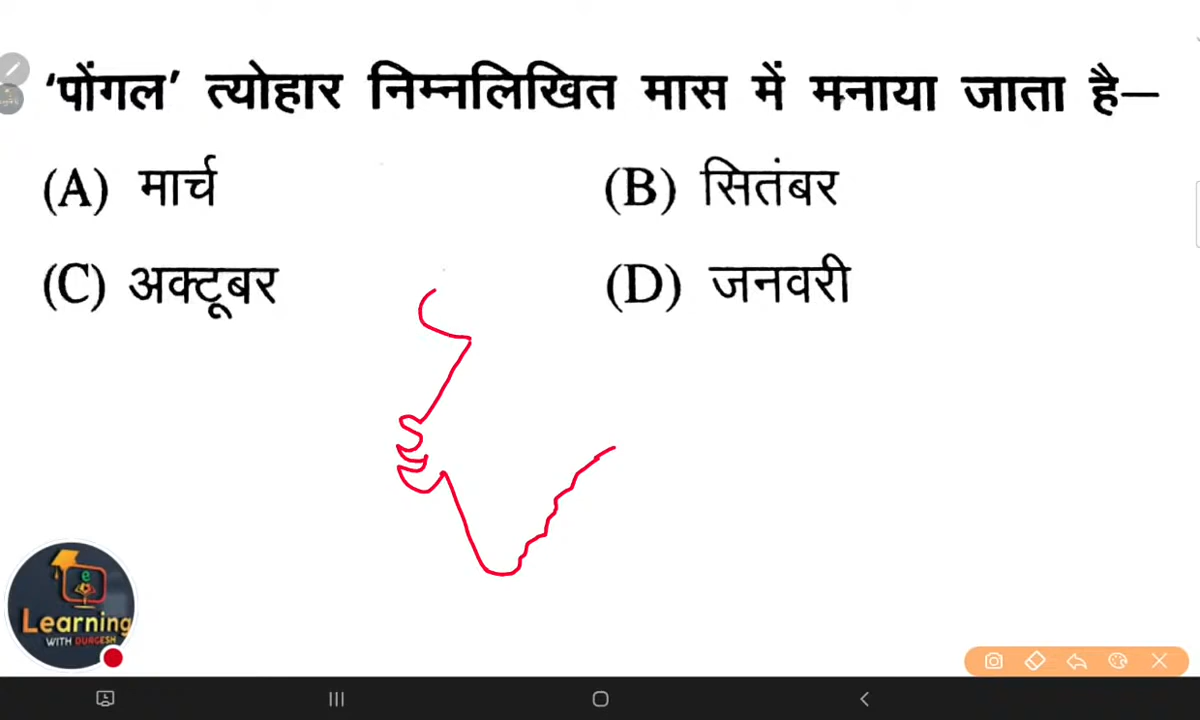 ‘पोंगल’ त्योहार निम्नलिखित मास में मनाया जाता है—
(A) मार्च
(B) सितंबर
(C) अक्टूबर
(D) जनवरी
e
Learning
WITH DURGESH